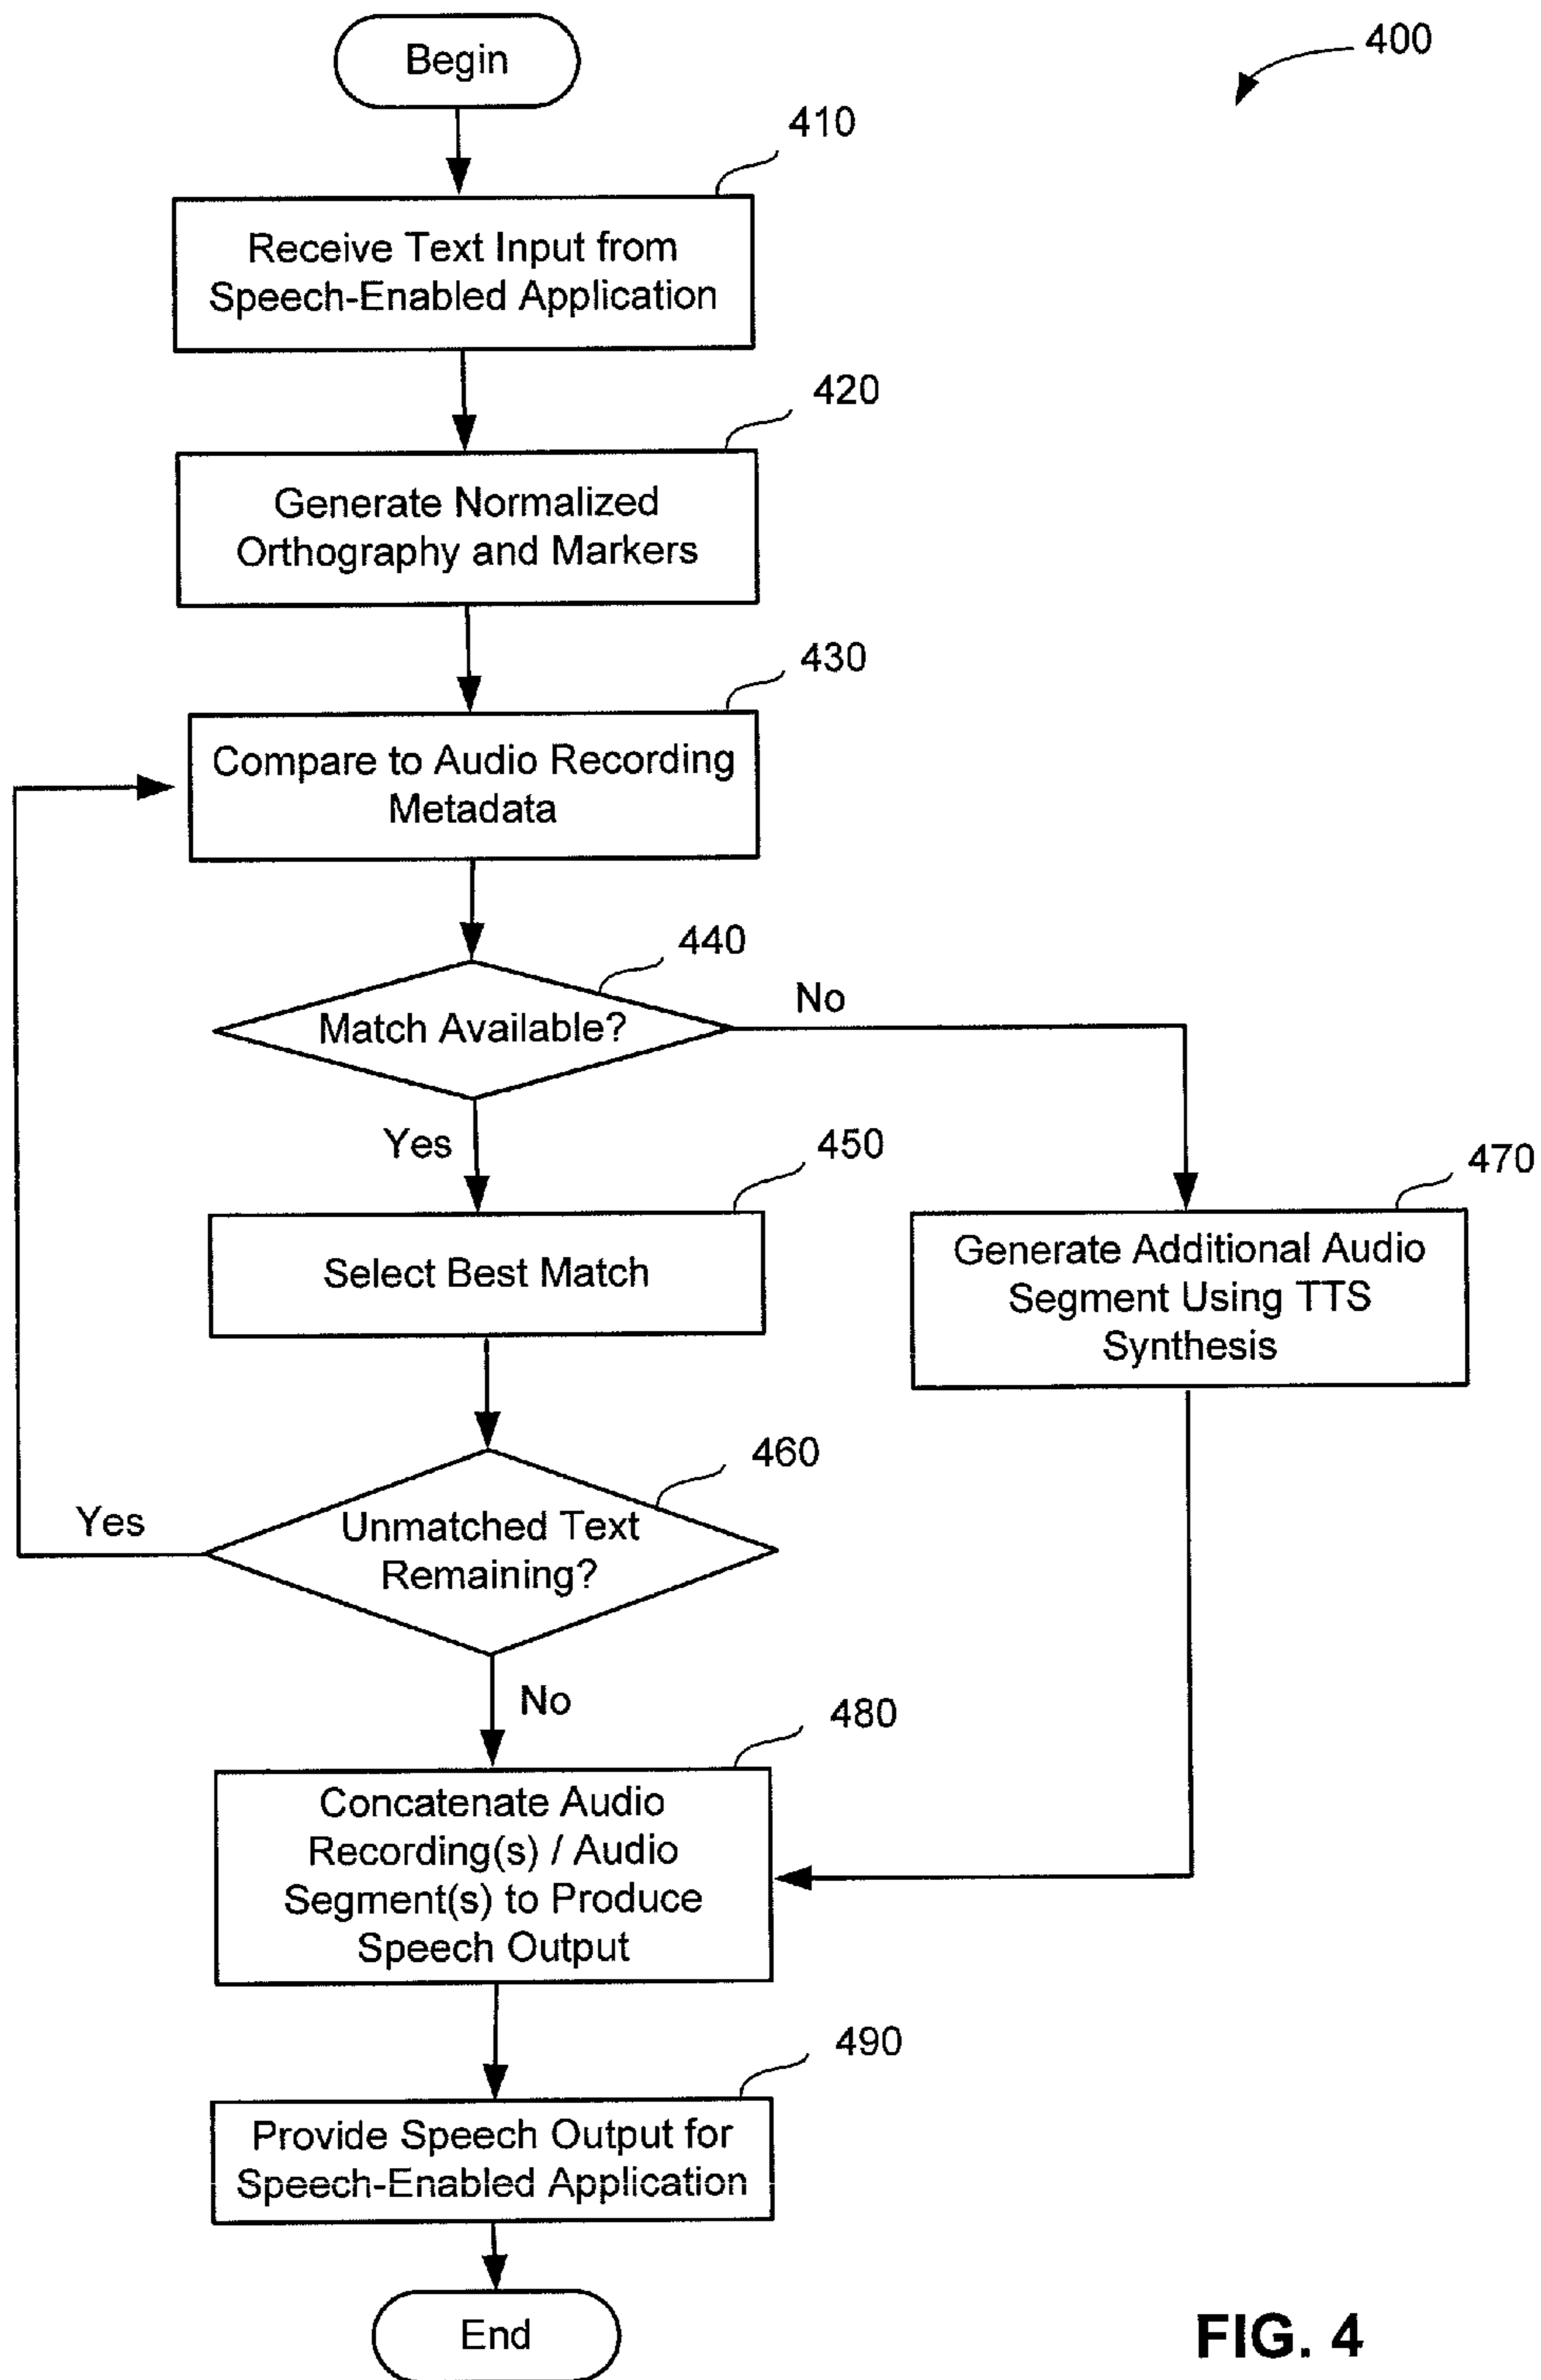 Begin
400
410
Receive Text Input from
Speech-Enabled Application
420
Generate Normalized
Orthography and Markers
430
Compare to Audio Recording
Metadata
440
Match Available?
No
Yes
450
Select Best Match
470
Generate Additional Audio
Segment Using TTS
Synthesis
460
Unmatched Text
Remaining?
Yes
No
480
Concatenate Audio
Recording(s) / Audio
Segment(s) to Produce
Speech Output
490
Provide Speech Output for
Speech-Enabled Application
End
FIG. 4